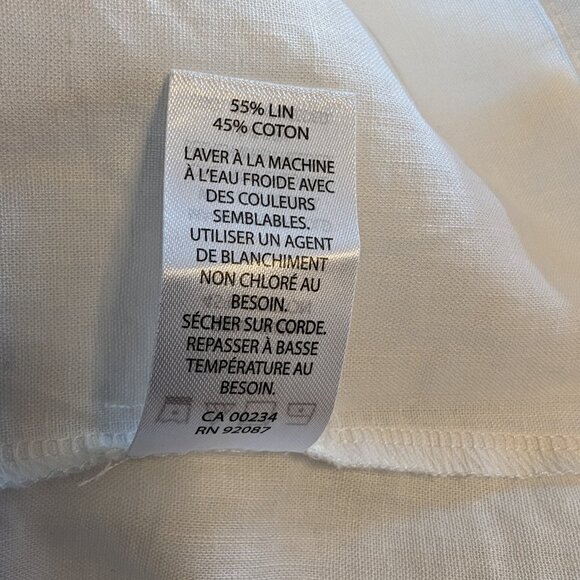 55% LIN
45% COTON
LAVER À LA MACHINE
À L'EAU FROIDE AVEC
DES COULEURS
SEMBLABLES.
UTILISER UN AGENT
DE BLANCHIMENT
NON CHLORÉ AU
BESOIN.
SÉCHER SUR CORDE.
REPASSER À BASSE
TEMPÉRATURE AU
BESOIN.
CA 00234
RN 92087